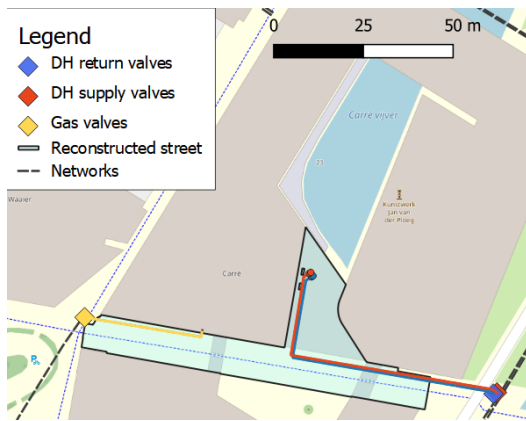 Legend
DH return valves
DH supply valves
Gas valves
Reconstructed street
Networks
0 25 50 m
Carré vijver
23
Kunstwerk
Jan van
der Ploeg
Waaier
Carré